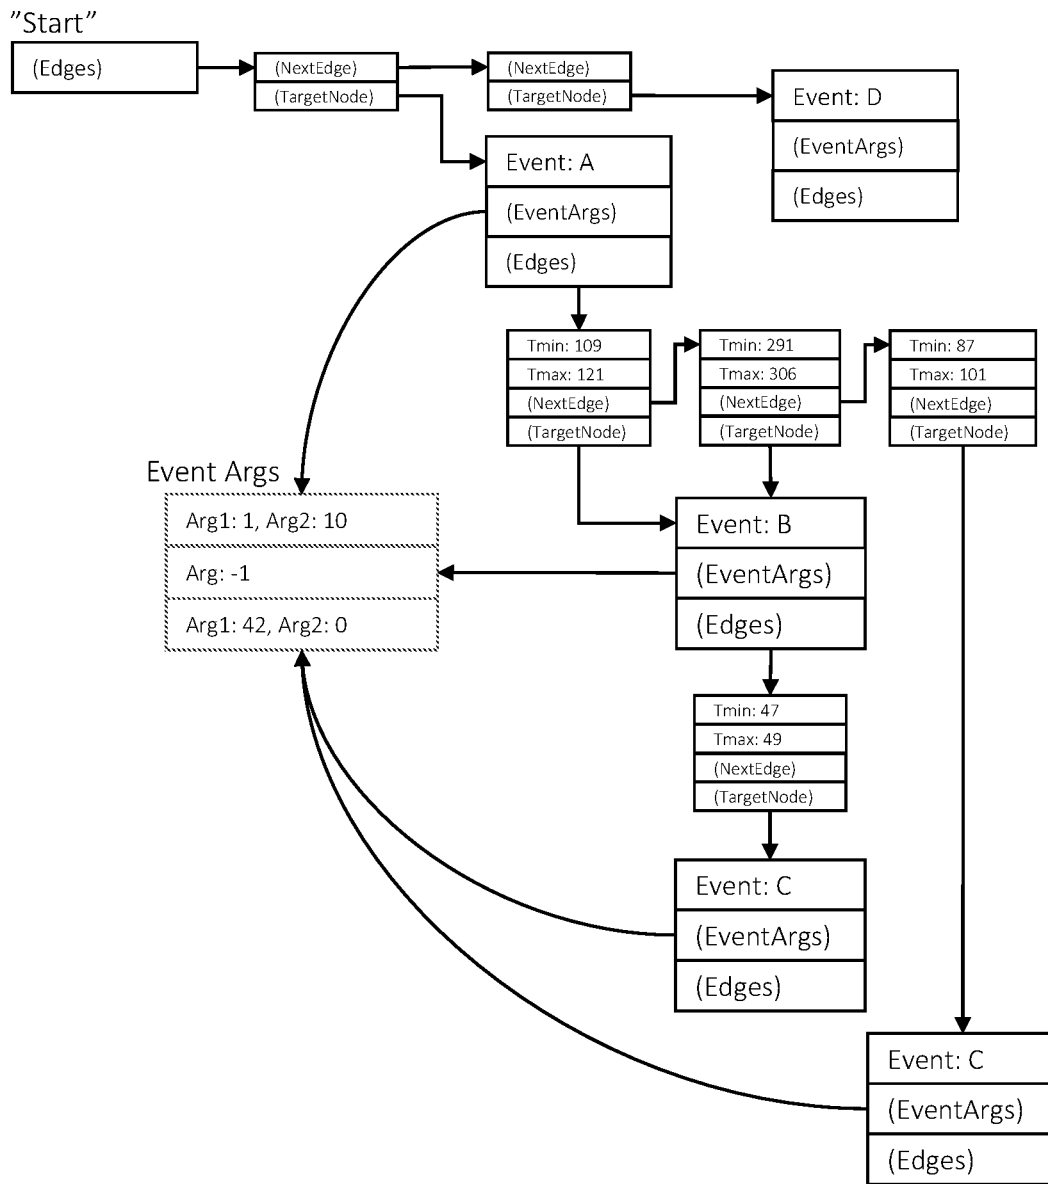 ”Start”
(Edges)
(NextEdge)
(TargetNode)
(NextEdge)
(TargetNode)
Event: D
(EventArgs)
(Edges)
Event: A
(EventArgs)
(Edges)
Tmin: 109
Tmax: 121
(NextEdge)
(TargetNode)
Tmin: 291
Tmax: 306
(NextEdge)
(TargetNode)
Tmin: 87
Tmax: 101
(NextEdge)
(TargetNode)
Event Args
Arg1: 1, Arg2: 10
Arg: -1
Arg1: 42, Arg2: 0
Event: B
(EventArgs)
(Edges)
Tmin: 47
Tmax: 49
(NextEdge)
(TargetNode)
Event: C
(EventArgs)
(Edges)
Event: C
(EventArgs)
(Edges)